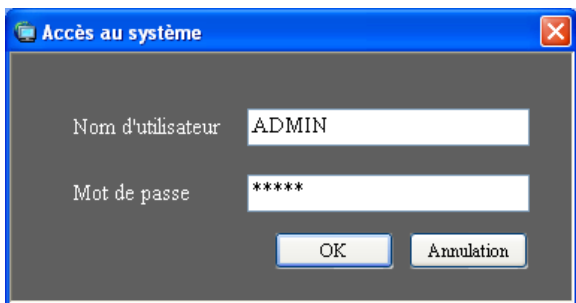 Accès au système
Nom d'utilisateur ADMIN
Mot de passe *****
OK Annulation